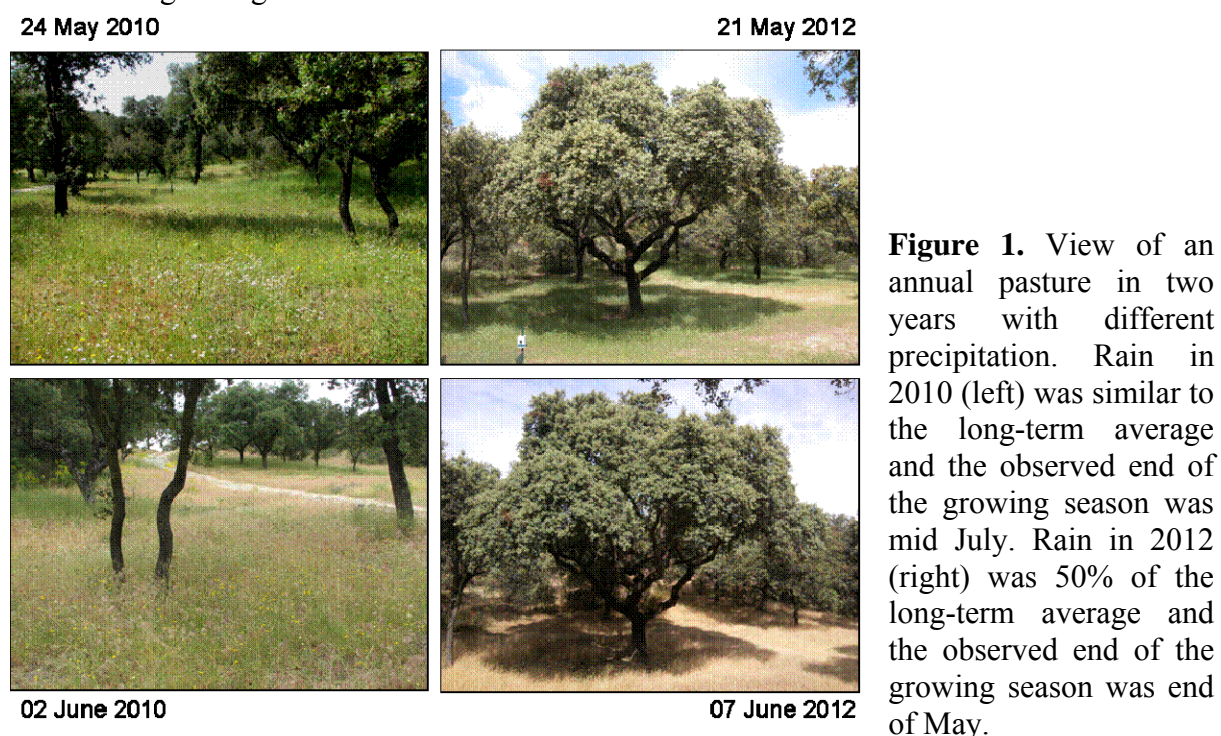 24 May 2010
21 May 2012
02 June 2010
07 June 2012
Figure 1. View of an
annual pasture in two
years with different
precipitation. Rain in
2010 (left) was similar to
the long-term average
and the observed end of
the growing season was
mid July. Rain in 2012
(right) was 50% of the
long-term average and
the observed end of the
growing season was end
of May.